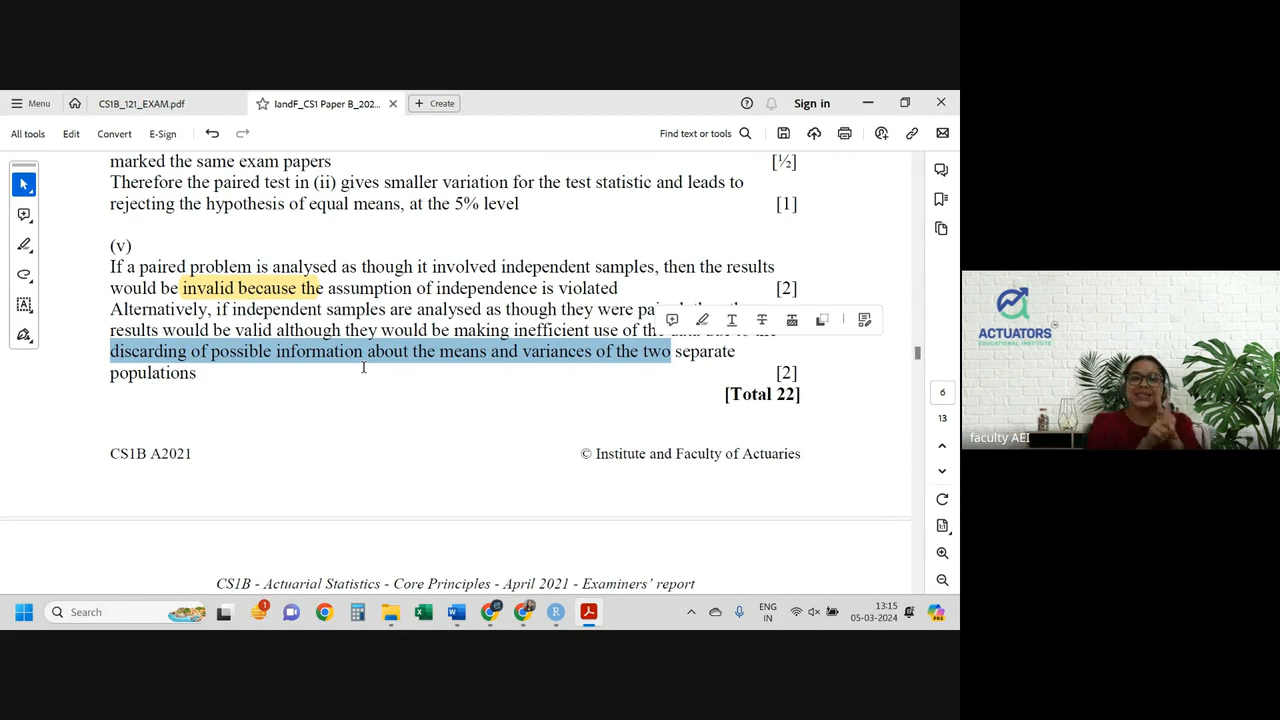 Menu
CS1B_121_EXAM.pdf
IandF_CS1 Paper B_202...
Create
Sign in
All tools
Edit
Convert
E-Sign
Find text or tools
marked the same exam papers [½]
Therefore the paired test in (ii) gives smaller variation for the test statistic and leads to
rejecting the hypothesis of equal means, at the 5% level [1]
(v)
If a paired problem is analysed as though it involved independent samples, then the results
would be invalid because the assumption of independence is violated [2]
Alternatively, if independent samples are analysed as though they were
results would be valid although they would be making inefficient use of
discarding of possible information about the means and variances of the two separate
populations [2]
[Total 22]
CS1B A2021 © Institute and Faculty of Actuaries
CS1B - Actuarial Statistics - Core Principles - April 2021 - Examiners' report
6
13
Search
1
ENG
IN
13:15
05-03-2024
ACTUATORS
EDUCATIONAL INSTITUTE
faculty AEI